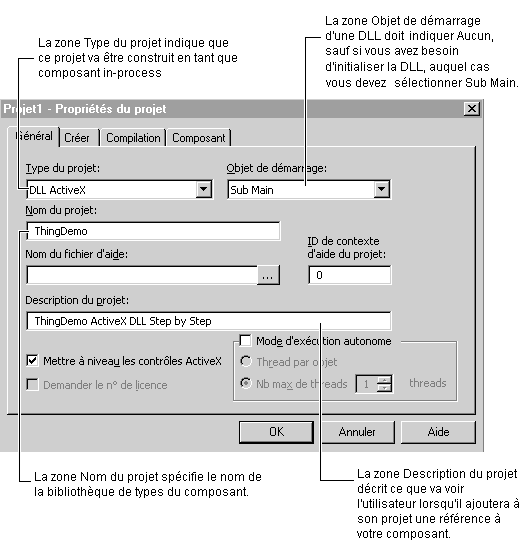 La zone Objet de démarrage
d'une DLL doit indiquer Aucun,
sauf si vous avez besoin
d'initialiser la DLL, auquel cas
vous devez sélectionner Sub Main.
La zone Type du projet indique que
ce projet va être construit en tant que
composant in-process
Projet1 - Propriétés du projet
Général Créer Compilation Composant
Type du projet: Objet de démarrage:
DLL ActiveX Sub Main
Nom du projet:
ThingDemo
ID de contexte
d'aide du projet:
Nom du fichier d'aide:
... 0
Description du projet:
ThingDemo ActiveX DLL Step by Step
Mode d'exécution autonome
Mettre à niveau les contrôles ActiveX Thread par objet
Demander le n° de licence Nb max de threads 1 threads
OK Annuler Aide
La zone Nom du projet spécifie le nom de
la bibliothèque de types du composant.
La zone Description du projet
décrit ce que va voir
l'utilisateur lorsqu'il ajoutera à
son projet une référence à
votre composant.